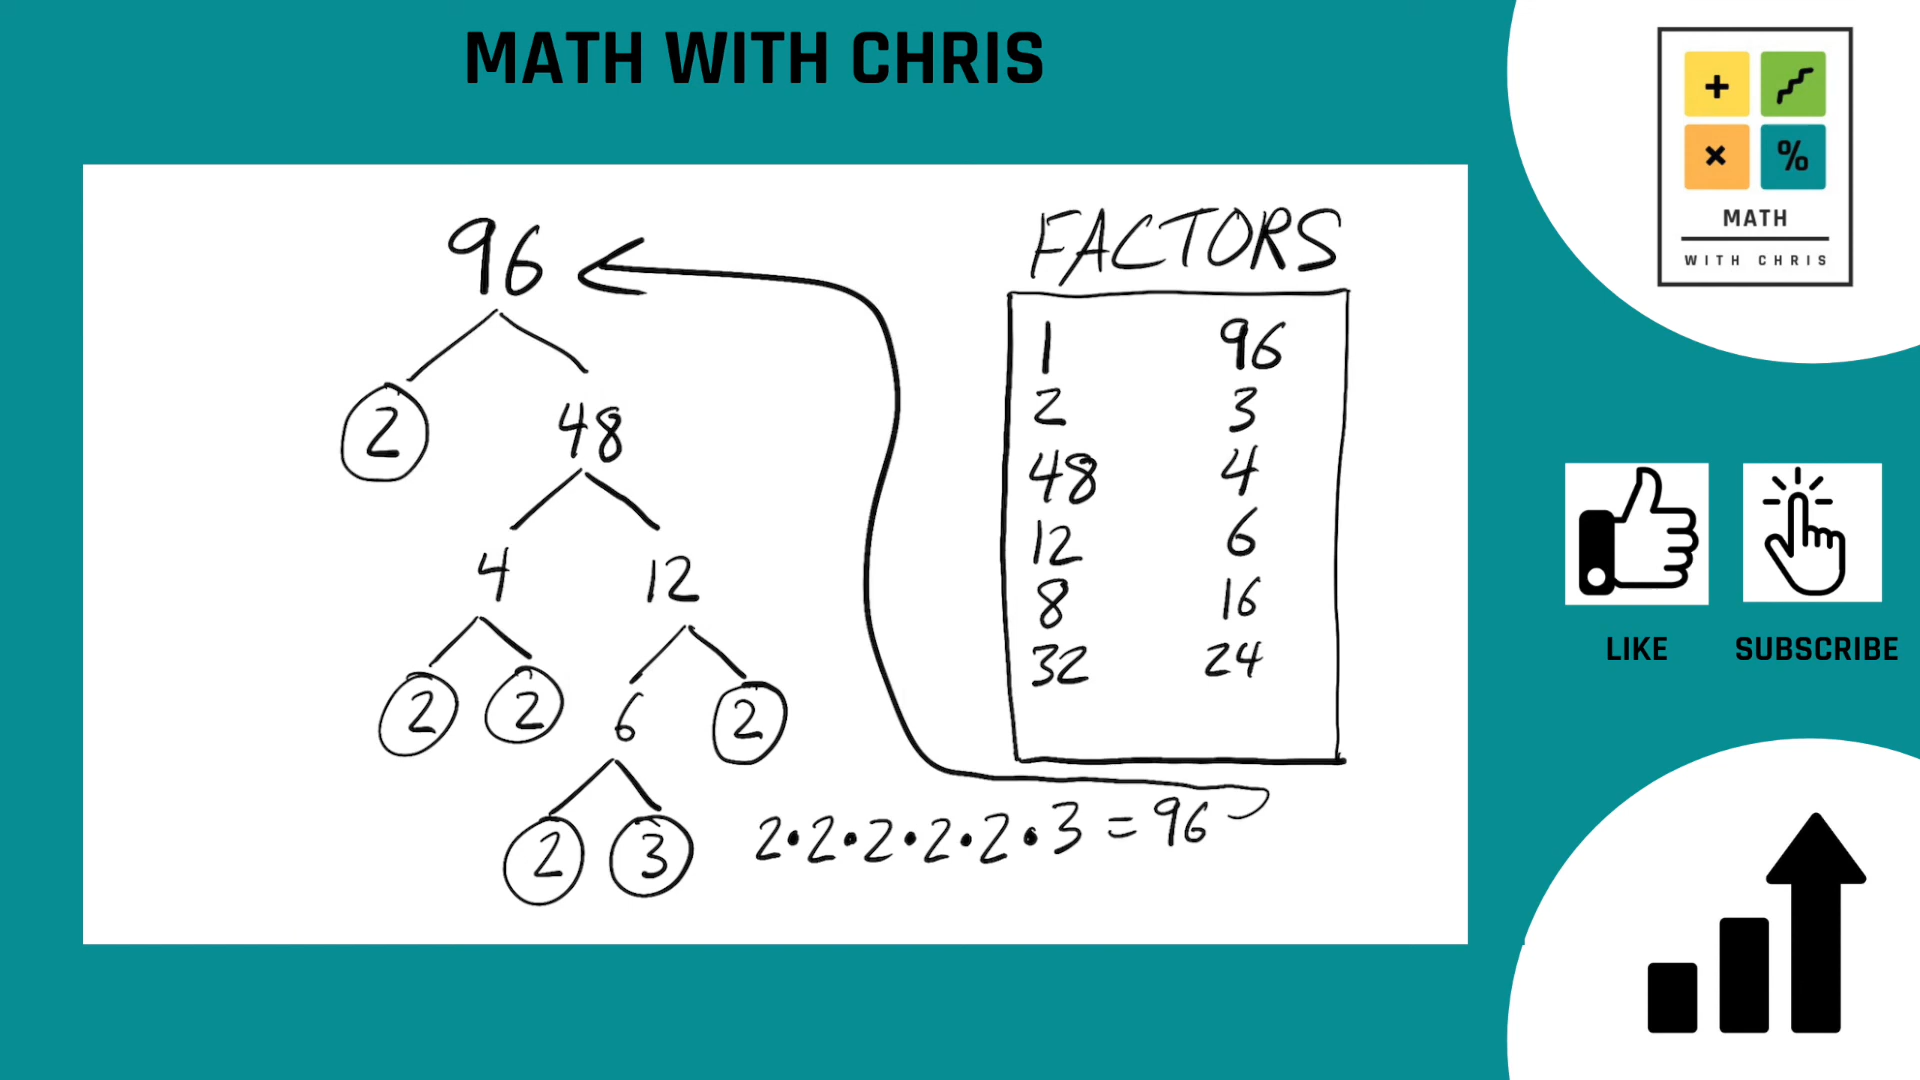 MATH WITH CHRIS
96
2 48
4 12
2 2 6 2
2 3
2·2·2·2·2·3 = 96
FACTORS
1 96
2 3
48 4
12 6
8 16
32 24
+
×
%
MATH
WITH CHRIS
LIKE
SUBSCRIBE